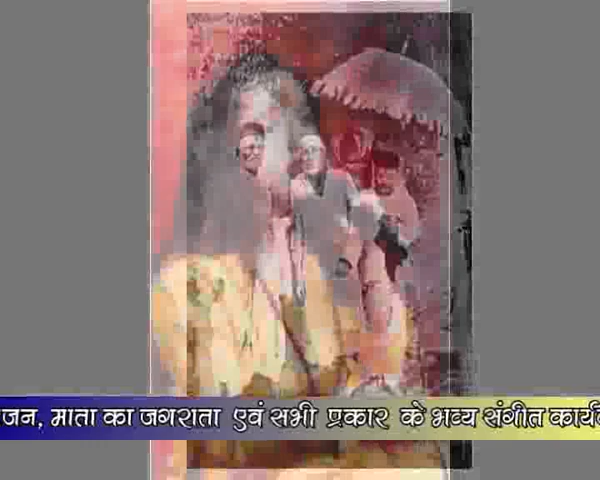 जन, माता का जगराता एवं सभी प्रकार के भव्य संगीत कार्य